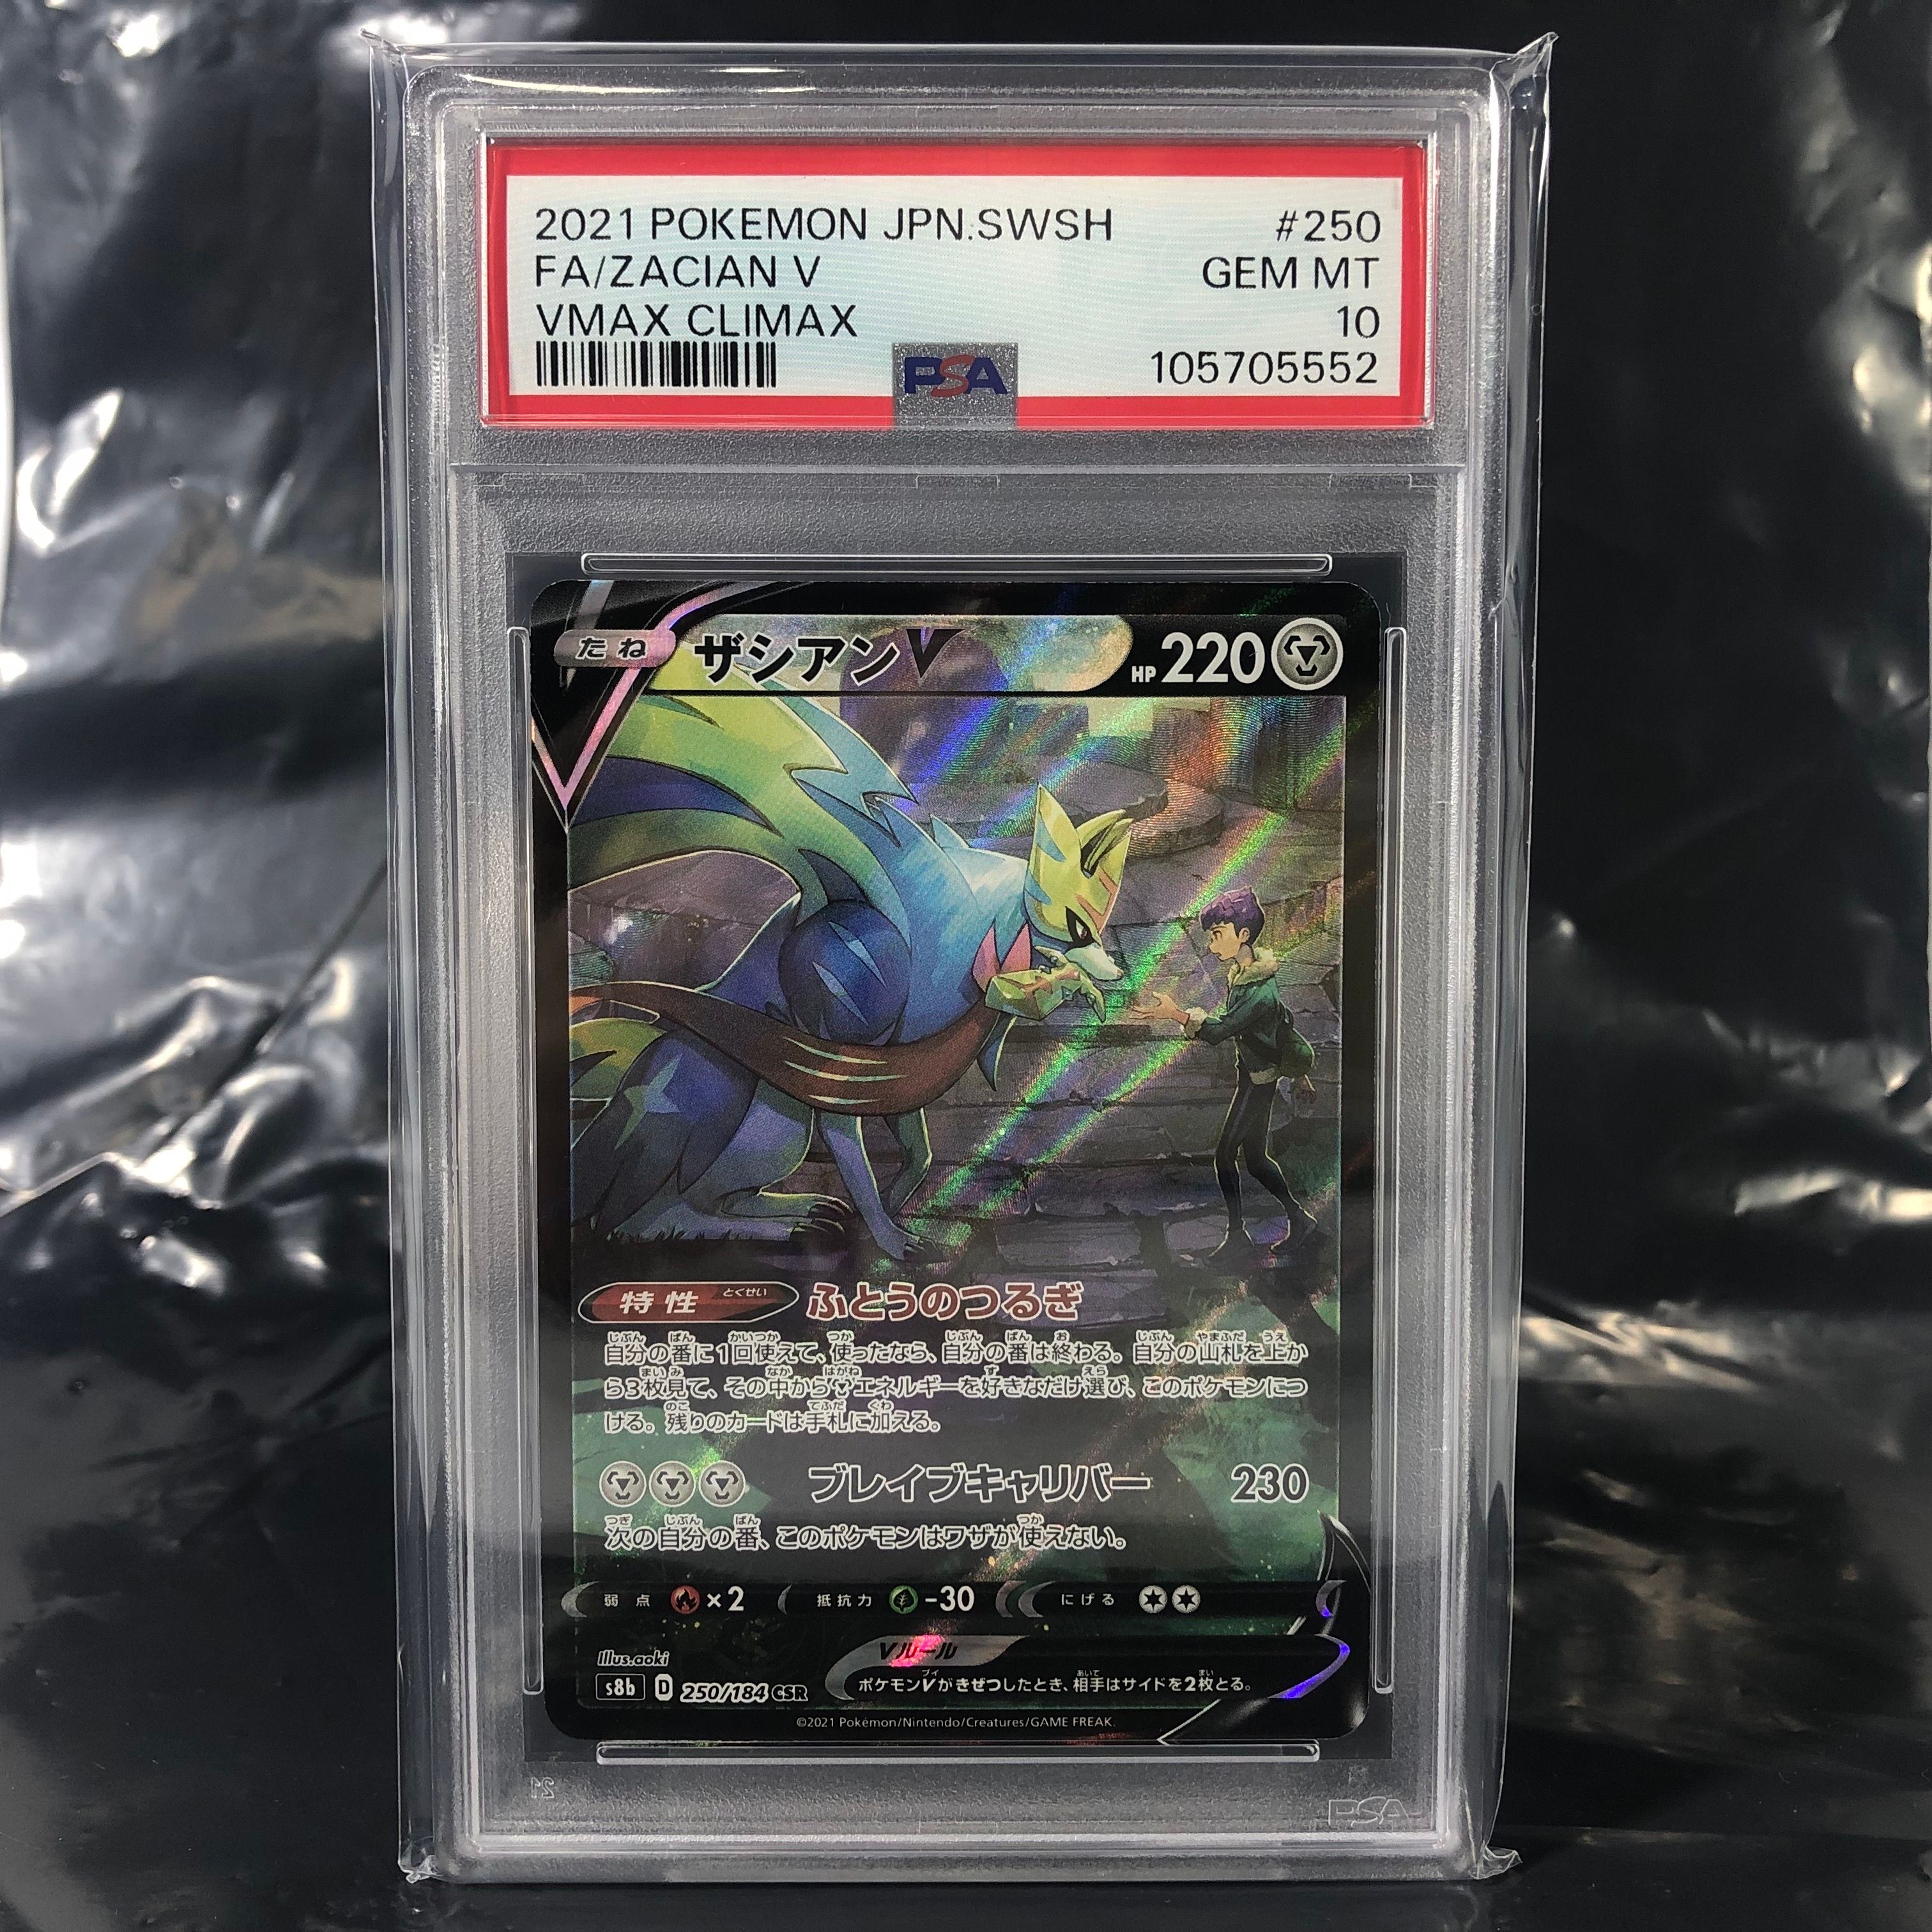 2021 POKEMON JPN.SWSH #250
FA/ZACIAN V GEM MT
VMAX CLIMAX 10
PSA 105705552
たね ザシアンV HP 220
特性 とくせい ふとうのつるぎ
自分の番に1回使えて、使ったなら、自分の番は終わる。自分の山札を上か
ら3枚見て、その中からエネルギーを好きなだけ選び、このポケモンにつ
ける。残りのカードは手札に加える。
ブレイブキャリバー 230
次の自分の番、このポケモンはワザが使えない。
弱点 ×2 抵抗力 -30 にげる
Illus.aoki
Vルール
s8b D 250/184 CSR
ポケモンVがきぜつしたとき、相手はサイドを2枚とる。
©2021 Pokémon/Nintendo/Creatures/GAME FREAK.
PSA